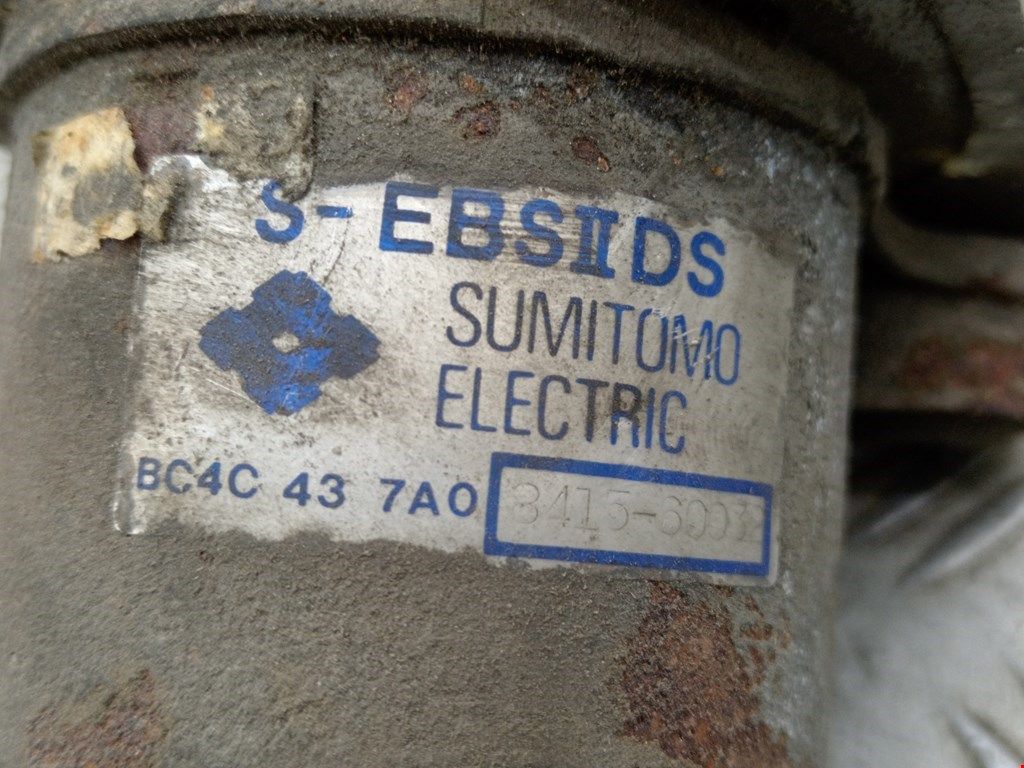 S- EBSIIDS
SUMITOMO
ELECTRIC
BC4C 43 7A0